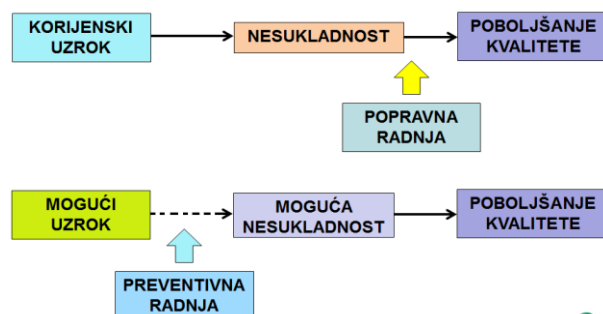 KORIJENSKI
UZROK
NESUKLADNOST
POBOLJŠANJE
KVALITETE
POPRAVNA
RADNJA
MOGUĆI
UZROK
MOGUĆA
NESUKLADNOST
POBOLJŠANJE
KVALITETE
PREVENTIVNA
RADNJA